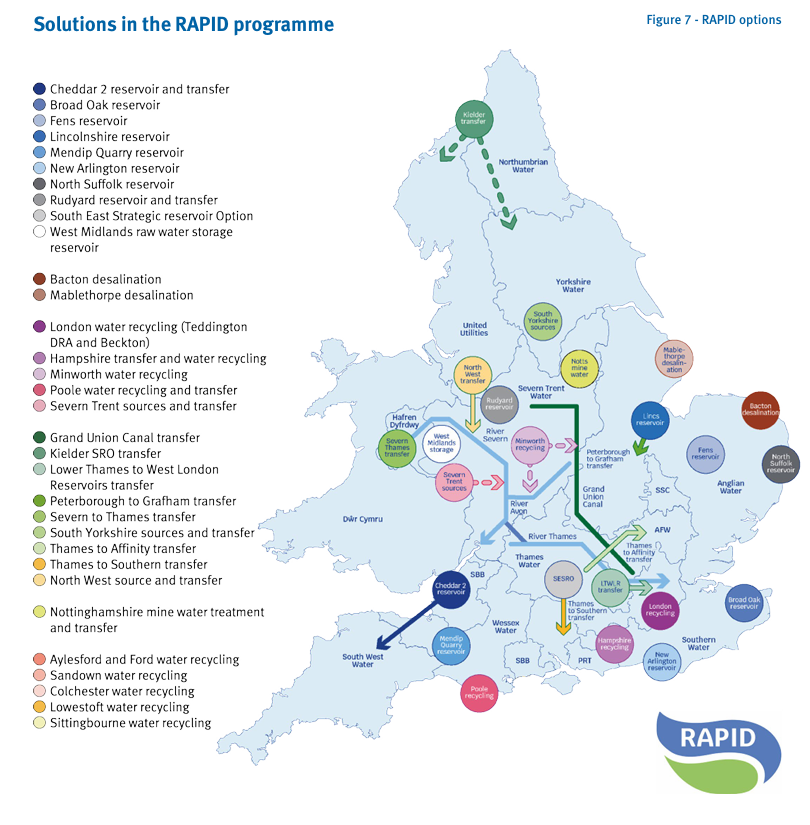 Solutions in the RAPID programme
Figure 7 - RAPID options
Cheddar 2 reservoir and transfer
Broad Oak reservoir
Fens reservoir
Lincolnshire reservoir
Mendip Quarry reservoir
New Arlington reservoir
North Suffolk reservoir
Rudyard reservoir and transfer
South East Strategic reservoir Option
West Midlands raw water storage
reservoir
Bacton desalination
Mablethorpe desalination
London water recycling (Teddington
DRA and Beckton)
Hampshire transfer and water recycling
Minworth water recycling
Poole water recycling and transfer
Severn Trent sources and transfer
Grand Union Canal transfer
Kielder SRO transfer
Lower Thames to West London
Reservoirs transfer
Peterborough to Grafham transfer
Severn to Thames transfer
South Yorkshire sources and transfer
Thames to Affinity transfer
Thames to Southern transfer
North West source and transfer
Nottinghamshire mine water treatment
and transfer
Aylesford and Ford water recycling
Sandown water recycling
Colchester water recycling
Lowestoft water recycling
Sittingbourne water recycling
Kielder
transfer
Northumbrian
Water
Yorkshire
Water
South
Yorkshire
sources
United
Utilities
Notts
mine
water
Mable-
thorpe
desalin-
ation
North
West
transfer
Severn Trent
Water
Rudyard
reservoir
Lincs
reservoir
Bacton
desalination
Hafren
Dyfrdwy
River
Severn
Severn
Thames
transfer
West
Midlands
storage
Minworth
recycling
Peterborough
to Grafham
transfer
Fens
reservoir
North
Suffolk
reservoir
Severn
Trent
sources
Grand
Union
Canal
SSC
Anglian
Water
River
Avon
Dŵr Cymru
River Thames
AFW
Thames
to Affinity
transfer
Thames
Water
SBB
Cheddar 2
reservoir
SESRO
LTWLR
transfer
London
recycling
Broad Oak
reservoir
Thames
to Southern
transfer
Wessex
Water
Mendip
Quarry
reservoir
Hampshire
recycling
Southern
Water
South West
Water
SBB
PRT
New
Arlington
reservoir
Poole
recycling
RAPID